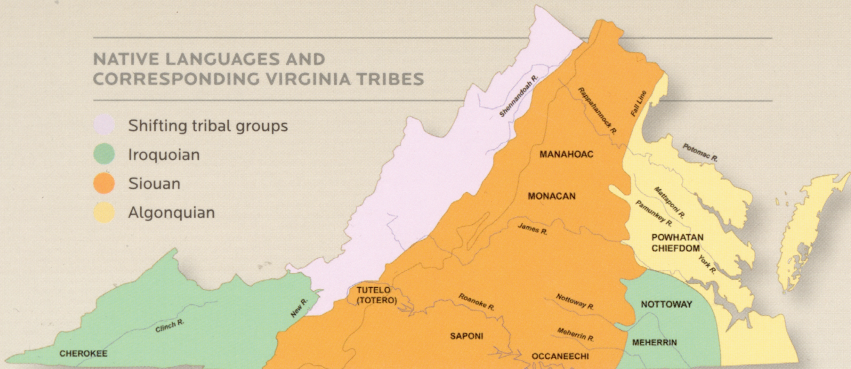 NATIVE LANGUAGES AND
CORRESPONDING VIRGINIA TRIBES
Shifting tribal groups
Iroquoian
Siouan
Algonquian
Shennandoah R.
Rappahannock R.
Fall Line
Potomac R.
MANAHOAC
MONACAN
Mattaponi R.
Pamunkey R.
James R.
POWHATAN
CHIEFDOM
York R.
TUTELO
(TOTERO)
New R.
Roanoke R.
Nottoway R.
NOTTOWAY
Clinch R.
Meherrin R.
SAPONI
MEHERRIN
CHEROKEE
OCCANEECHI